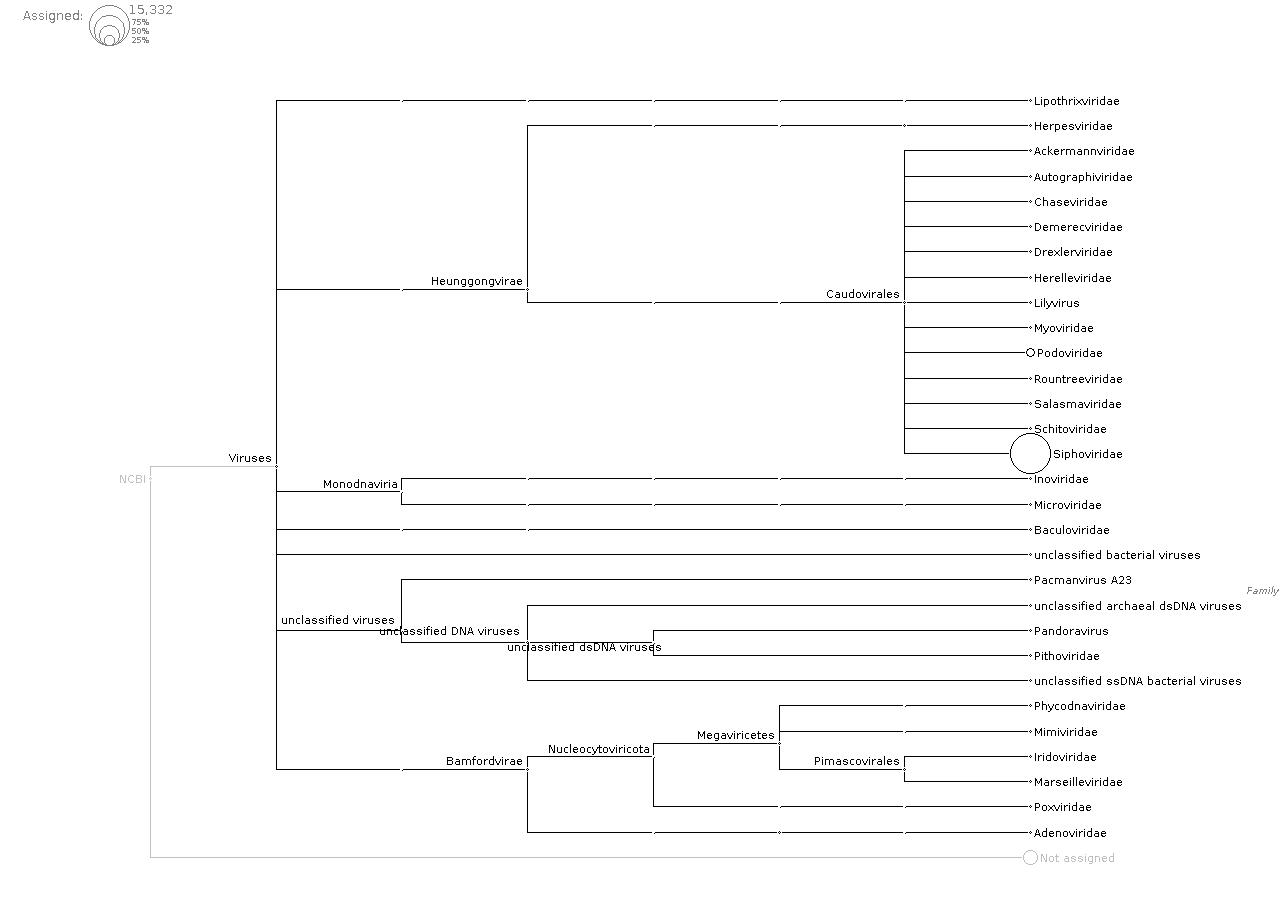 Assigned: 15,332
75%
50%
25%
Lipothrixviridae
Herpesviridae
Ackermannviridae
Autographiviridae
Chaseviridae
Demerecviridae
Drexlerviridae
Herelleviridae
Heunggongvirae
Caudovirales
Lilyvirus
Myoviridae
Podoviridae
Rountreeviridae
Salasmaviridae
Schitoviridae
Siphoviridae
Viruses
NCBI
Monodnaviria
Inoviridae
Microviridae
Baculoviridae
unclassified bacterial viruses
Pacmanvirus A23
Family
unclassified archaeal dsDNA viruses
unclassified viruses
unclassified DNA viruses
Pandoravirus
unclassified dsDNA viruses
Pithoviridae
unclassified ssDNA bacterial viruses
Phycodnaviridae
Megaviricetes
Mimiviridae
Nucleocytoviricota
Bamfordvirae
Pimascovirales
Iridoviridae
Marseilleviridae
Poxviridae
Adenoviridae
Not assigned